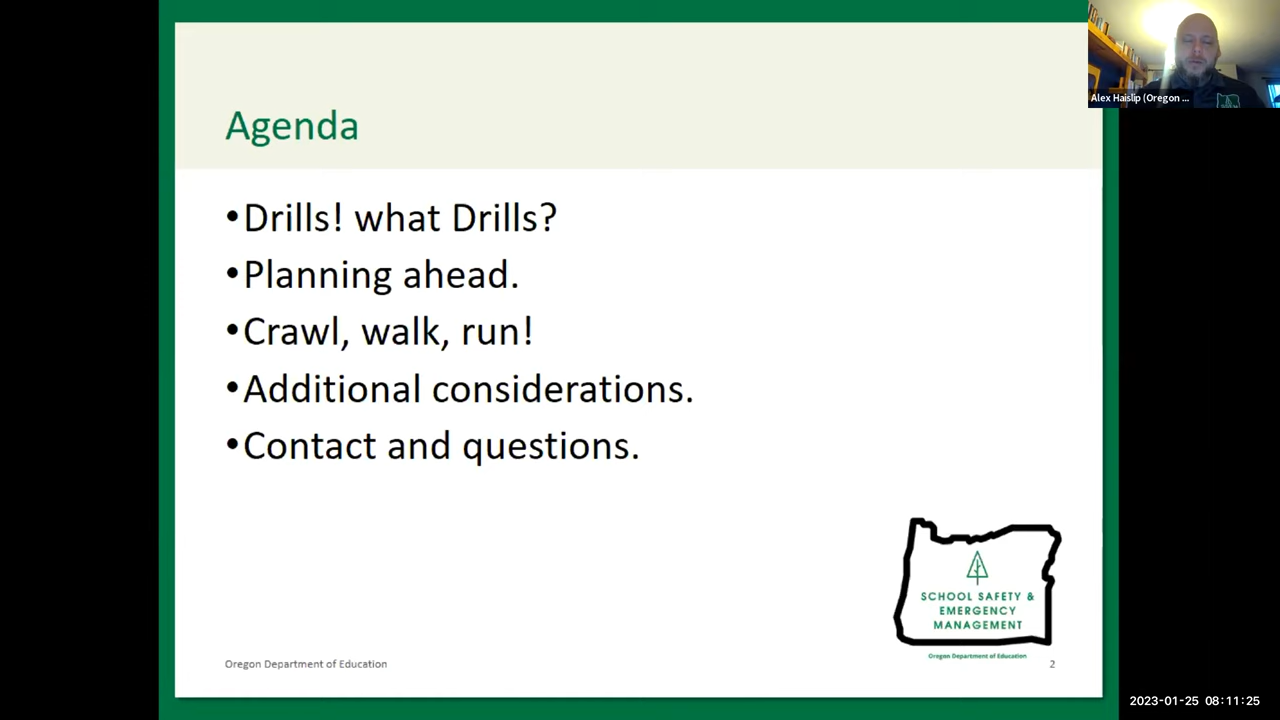 Agenda
•Drills! what Drills?
•Planning ahead.
•Crawl, walk, run!
•Additional considerations.
•Contact and questions.
SCHOOL SAFETY &
EMERGENCY
MANAGEMENT
Oregon Department of Education
Oregon Department of Education
2
Alex Haislip (Oregon ...
2023-01-25 08:11:25